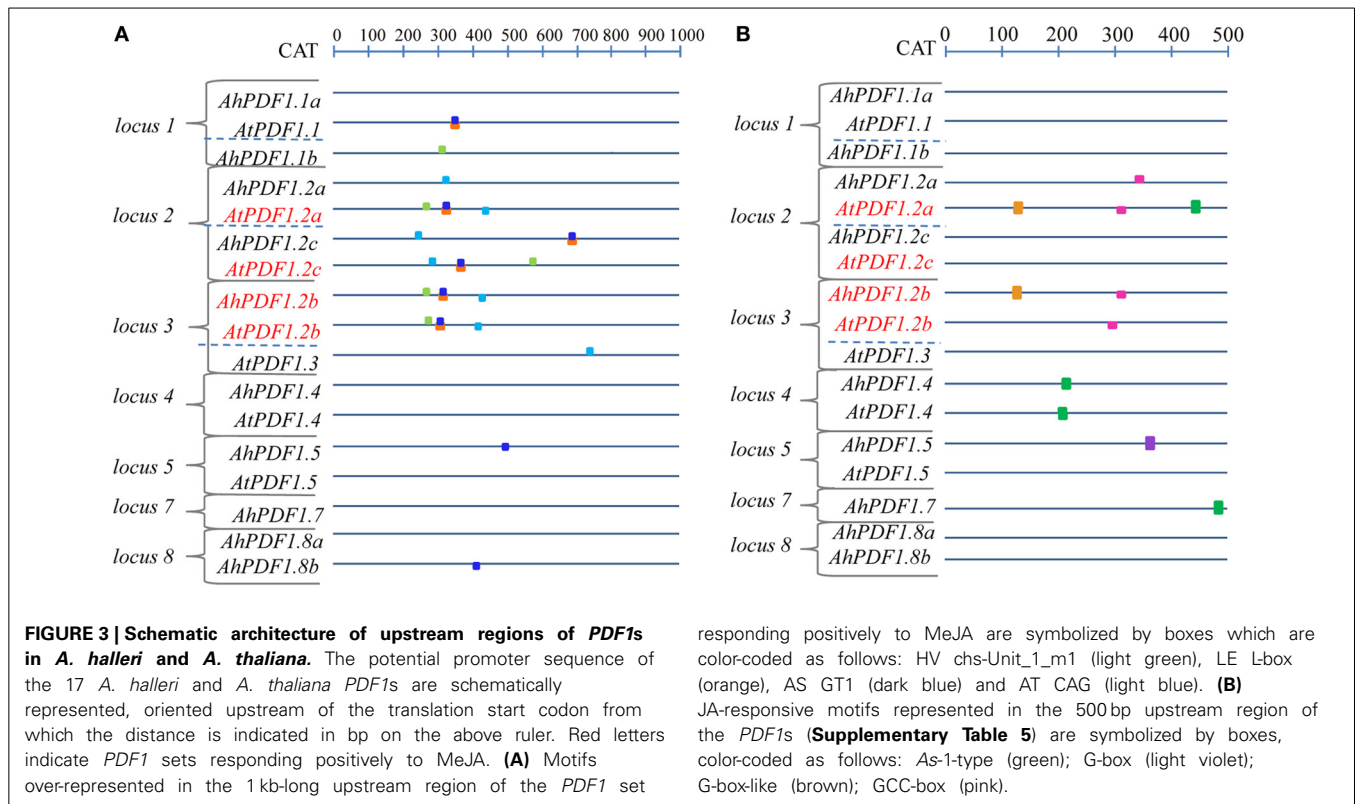 A
CAT 0 100 200 300 400 500 600 700 800 900 1000
locus 1
AhPDF1.1a
AtPDF1.1
AhPDF1.1b
locus 2
AhPDF1.2a
AtPDF1.2a
AhPDF1.2c
AtPDF1.2c
locus 3
AhPDF1.2b
AtPDF1.2b
AtPDF1.3
locus 4
AhPDF1.4
AtPDF1.4
locus 5
AhPDF1.5
AtPDF1.5
locus 7
AhPDF1.7
locus 8
AhPDF1.8a
AhPDF1.8b
B
CAT 0 100 200 300 400 500
locus 1
AhPDF1.1a
AtPDF1.1
AhPDF1.1b
locus 2
AhPDF1.2a
AtPDF1.2a
AhPDF1.2c
AtPDF1.2c
locus 3
AhPDF1.2b
AtPDF1.2b
AtPDF1.3
locus 4
AhPDF1.4
AtPDF1.4
locus 5
AhPDF1.5
AtPDF1.5
locus 7
AhPDF1.7
locus 8
AhPDF1.8a
AhPDF1.8b
FIGURE 3 | Schematic architecture of upstream regions of PDF1s
in A. halleri and A. thaliana. The potential promoter sequence of
the 17 A. halleri and A. thaliana PDF1s are schematically
represented, oriented upstream of the translation start codon from
which the distance is indicated in bp on the above ruler. Red letters
indicate PDF1 sets responding positively to MeJA. (A) Motifs
over-represented in the 1 kb-long upstream region of the PDF1 set
responding positively to MeJA are symbolized by boxes which are
color-coded as follows: HV chs-Unit_1_m1 (light green), LE L-box
(orange), AS GT1 (dark blue) and AT CAG (light blue). (B)
JA-responsive motifs represented in the 500 bp upstream region of
the PDF1s (Supplementary Table 5) are symbolized by boxes,
color-coded as follows: As-1-type (green); G-box (light violet);
G-box-like (brown); GCC-box (pink).